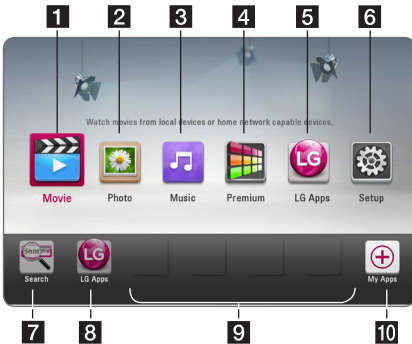 1 2 3 4 5 6
Watch movies from local devices or home network capable devices.
LG
Movie Photo Music Premium LG Apps Setup
Search LG
Search LG Apps My Apps
7 8 9 10